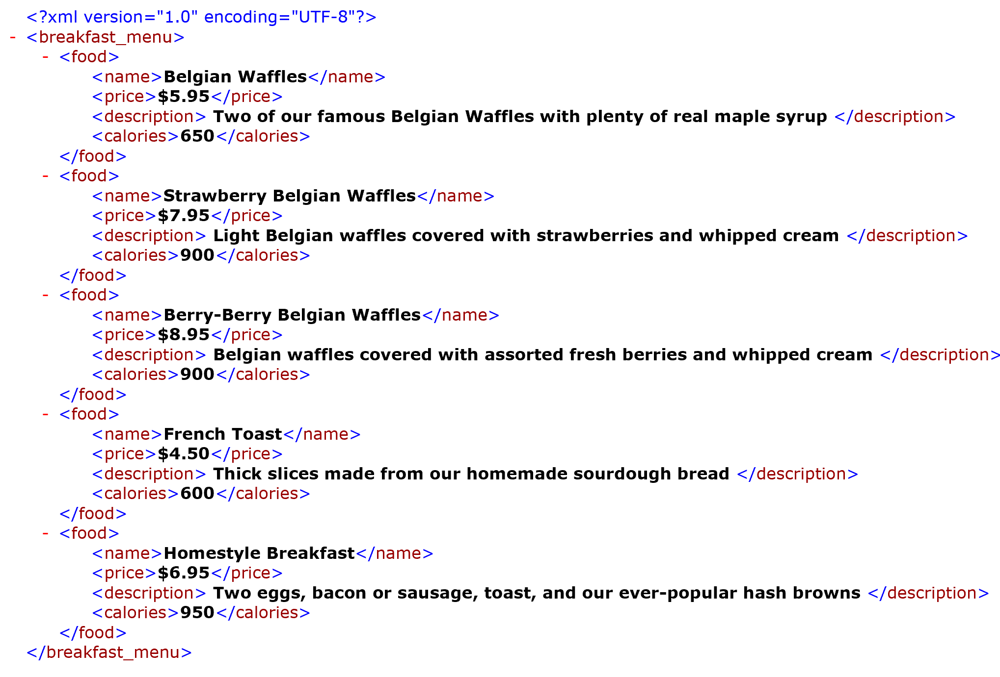 <?xml version="1.0" encoding="UTF-8"?>
- <breakfast_menu>
- <food>
<name>Belgian Waffles</name>
<price>$5.95</price>
<description> Two of our famous Belgian Waffles with plenty of real maple syrup </description>
<calories>650</calories>
</food>
- <food>
<name>Strawberry Belgian Waffles</name>
<price>$7.95</price>
<description> Light Belgian waffles covered with strawberries and whipped cream </description>
<calories>900</calories>
</food>
- <food>
<name>Berry-Berry Belgian Waffles</name>
<price>$8.95</price>
<description> Belgian waffles covered with assorted fresh berries and whipped cream </description>
<calories>900</calories>
</food>
- <food>
<name>French Toast</name>
<price>$4.50</price>
<description> Thick slices made from our homemade sourdough bread </description>
<calories>600</calories>
</food>
- <food>
<name>Homestyle Breakfast</name>
<price>$6.95</price>
<description> Two eggs, bacon or sausage, toast, and our ever-popular hash browns </description>
<calories>950</calories>
</food>
</breakfast_menu>